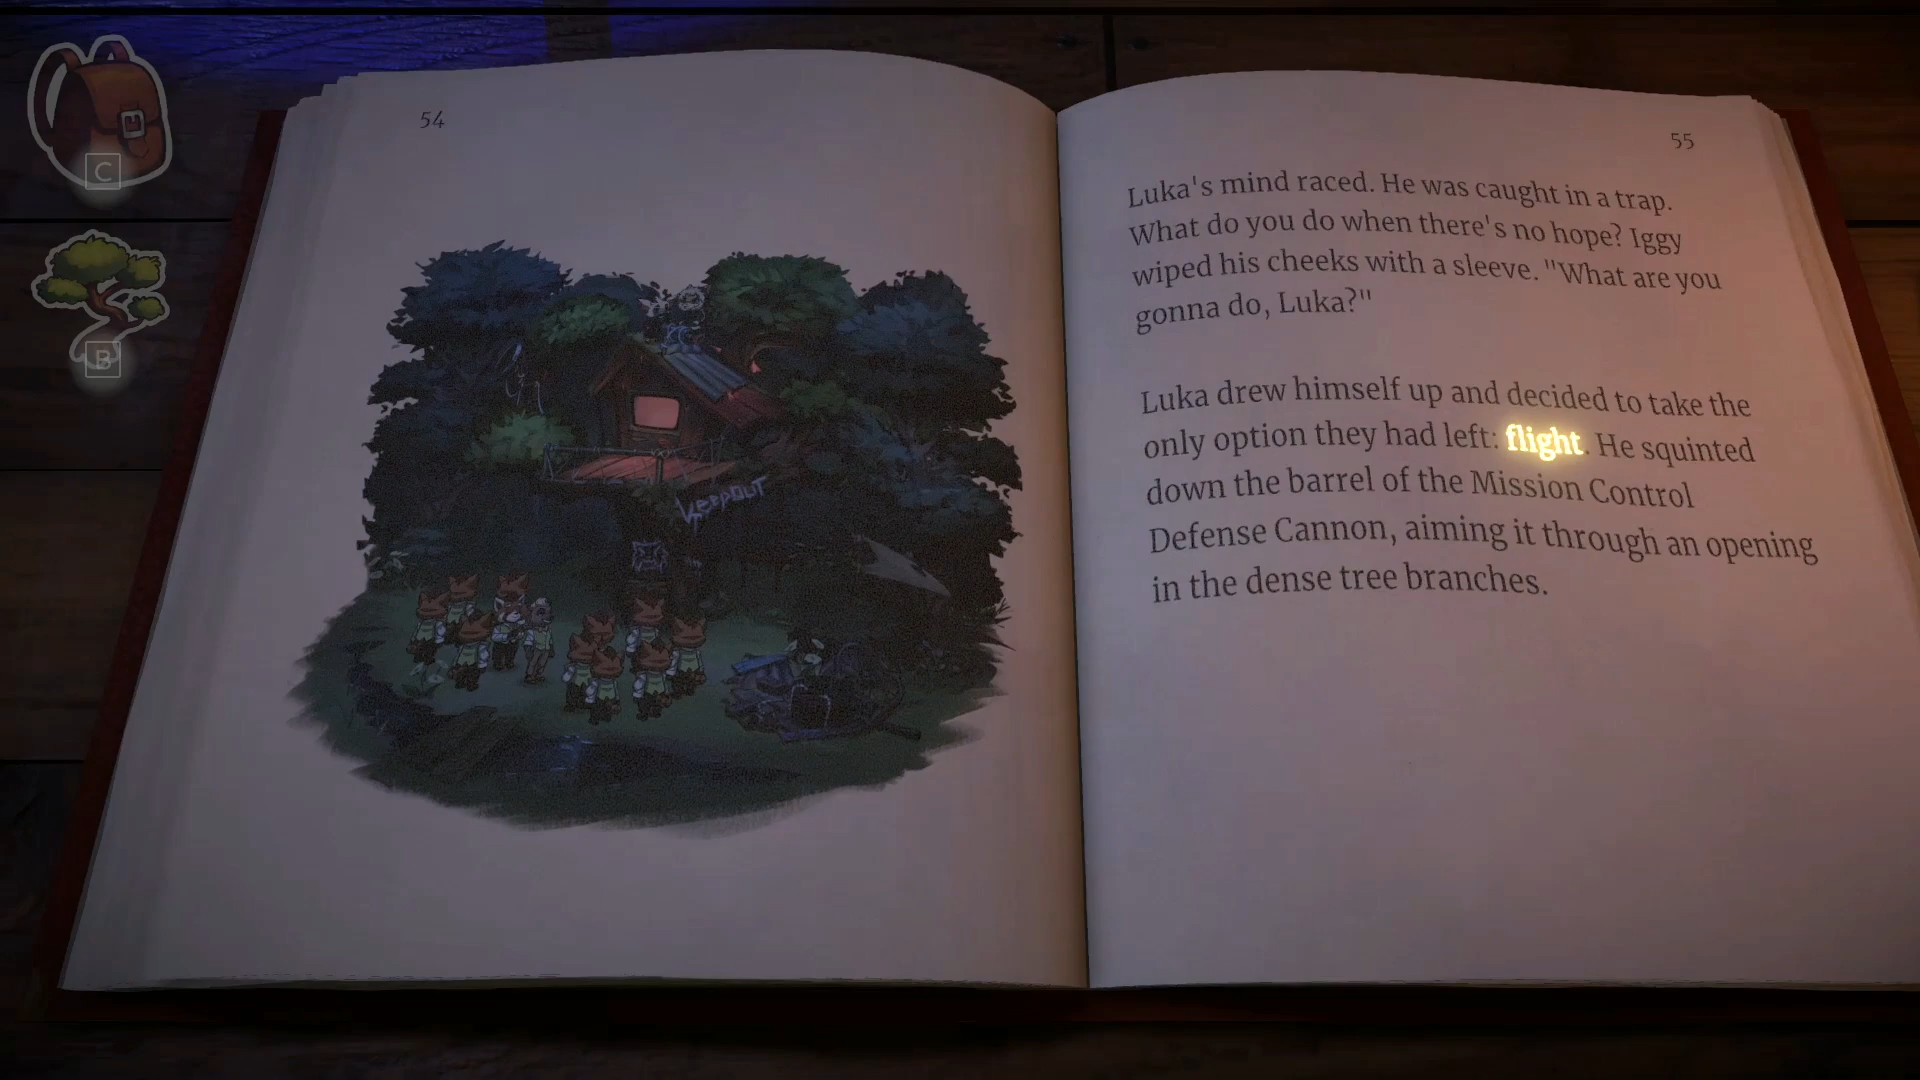 C
B
54
KEEP OUT
55
Luka's mind raced. He was caught in a trap.
What do you do when there's no hope? Iggy
wiped his cheeks with a sleeve. "What are you
gonna do, Luka?"
Luka drew himself up and decided to take the
only option they had left: flight. He squinted
down the barrel of the Mission Control
Defense Cannon, aiming it through an opening
in the dense tree branches.